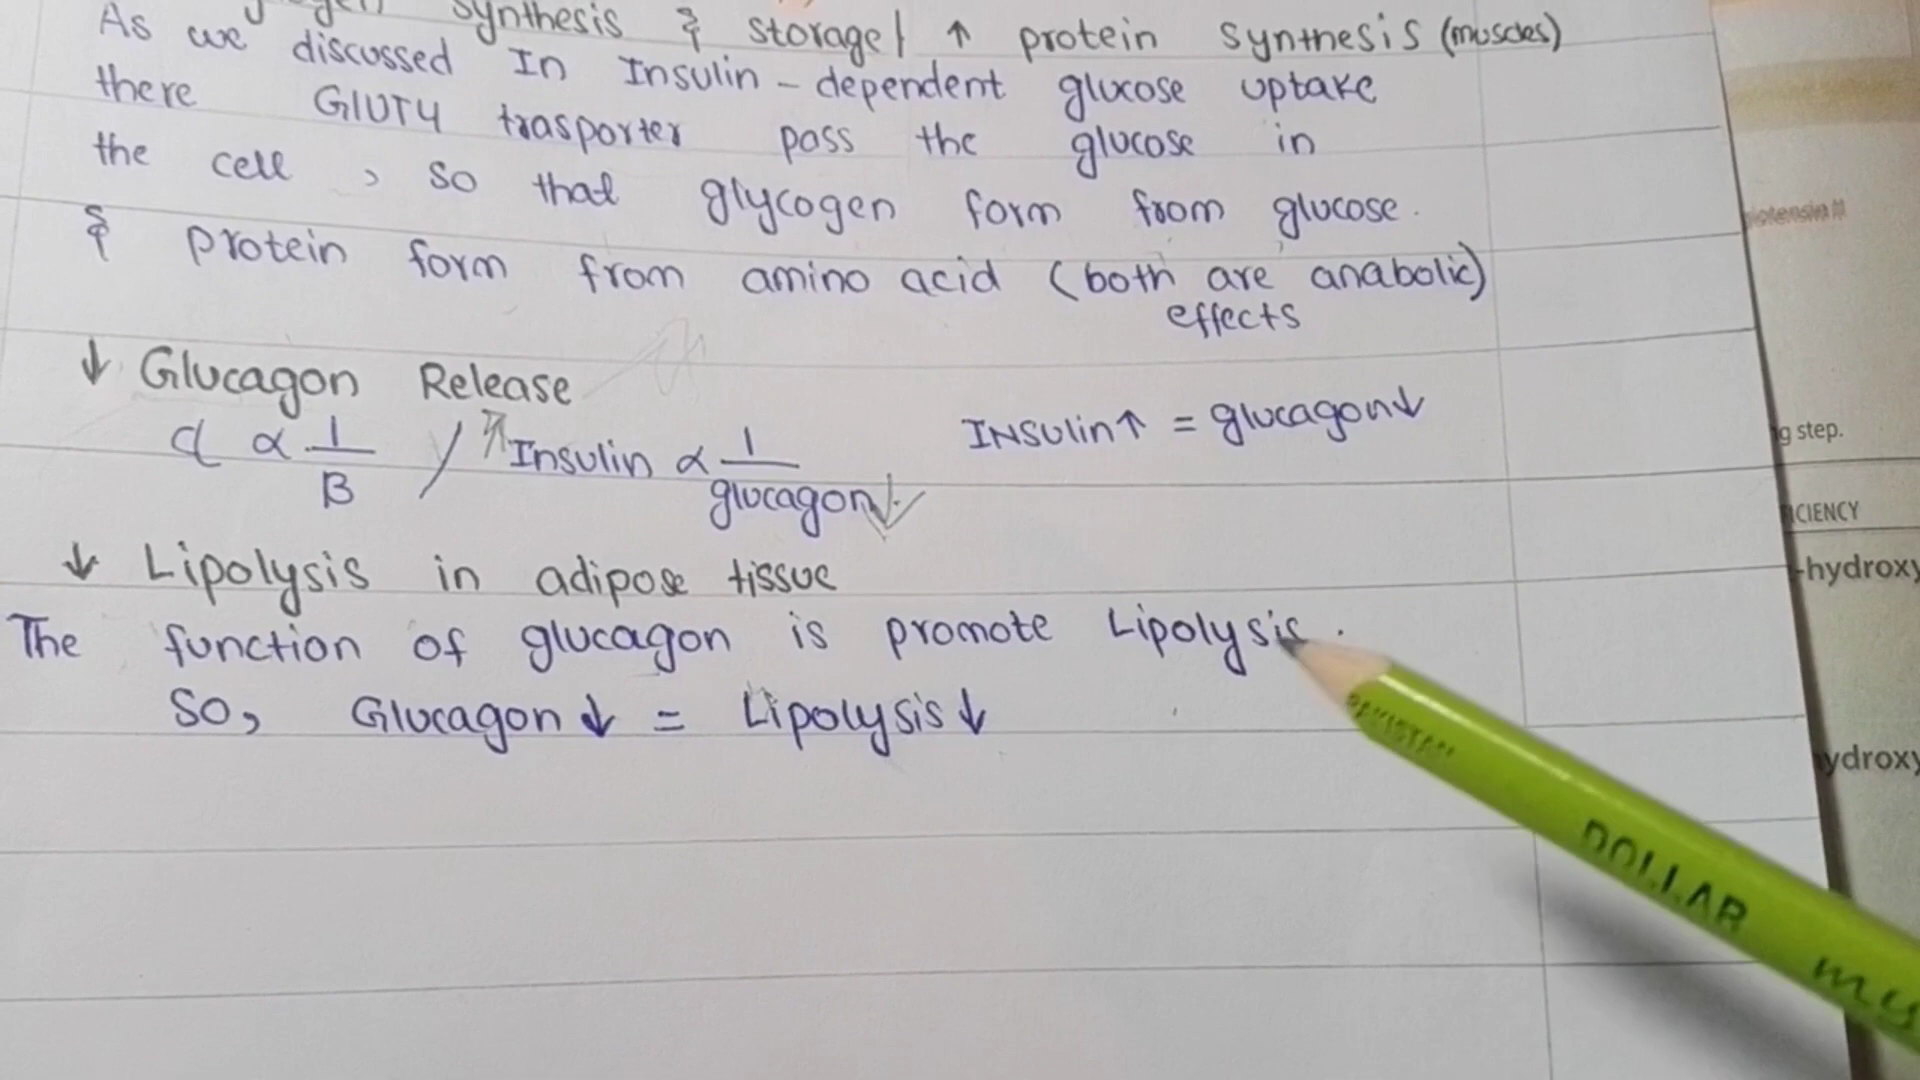 synthesis & storage / ↑ protein synthesis (muscles)
As we discussed In Insulin - dependent glucose uptake
there GlUT4 trasporter pass the glucose in
the cell , so that glycogen form from glucose.
& protein form from amino acid (both are anabolic)
effects
↓ Glucagon Release
α ∝ 1/B / ↑ Insulin ∝ 1/glucagon↓
INSulin↑ = glucagon↓
↓ Lipolysis in adipose tissue
The function of glucagon is promote Lipolysis.
So, Glucagon↓ = Lipolysis↓
g step.
CIENCY
-hydroxy
ydroxy
DOLLAR my